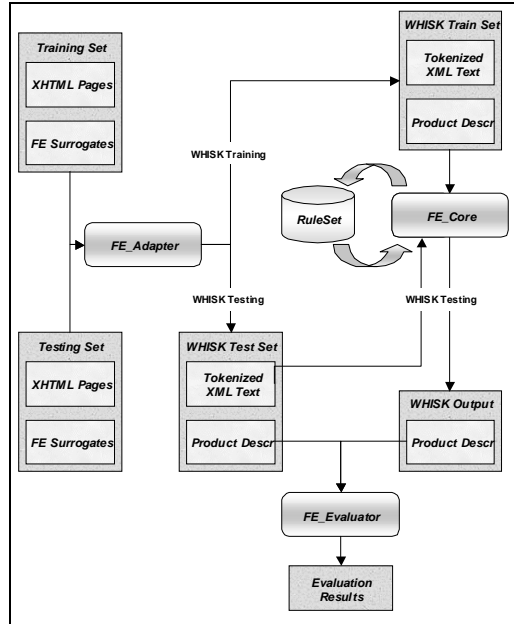 Training Set
XHTML Pages
FE Surrogates
WHISK Train Set
Tokenized
XML Text
Product Descr
WHISK Training
RuleSet
FE_Core
FE_Adapter
WHISK Testing
WHISK Testing
Testing Set
XHTML Pages
FE Surrogates
WHISK Test Set
Tokenized
XML Text
Product Descr
WHISK Output
Product Descr
FE_Evaluator
Evaluation
Results